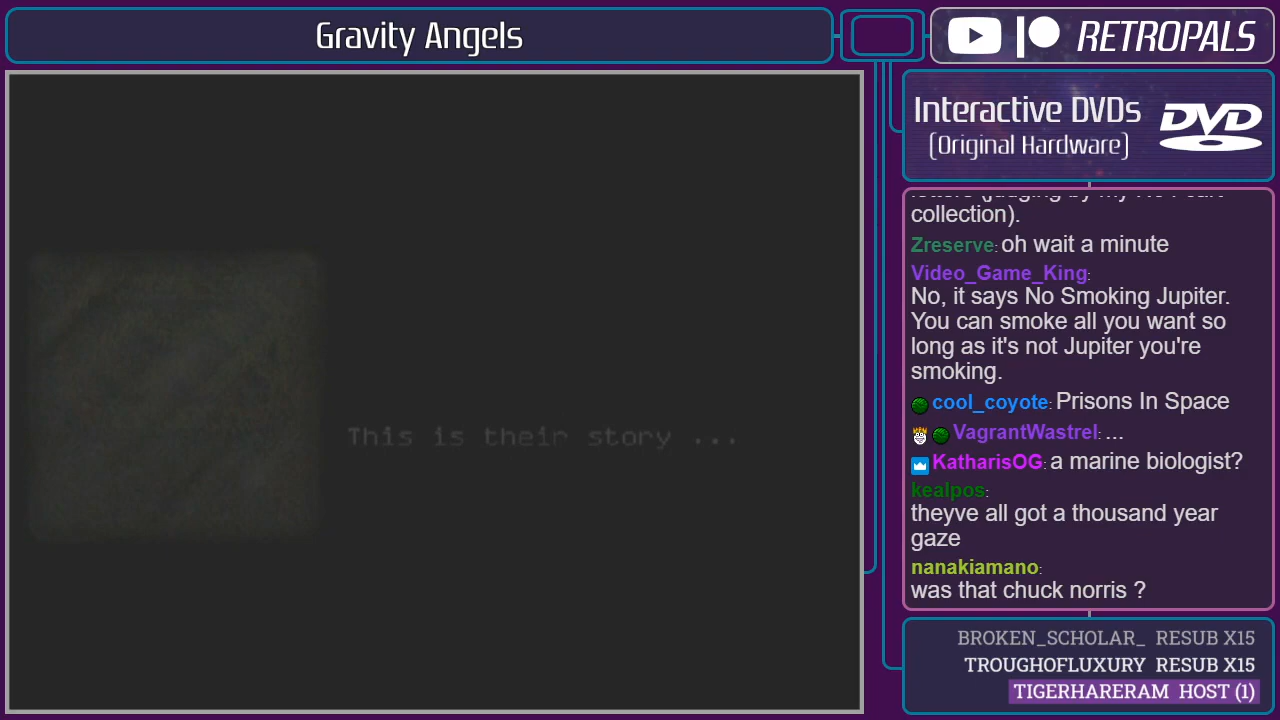 Gravity Angels
RETROPALS
Interactive DVDs
(Original Hardware)
DVD
This is their story ...
collection).
Zreserve: oh wait a minute
Video_Game_King:
No, it says No Smoking Jupiter.
You can smoke all you want so
long as it's not Jupiter you're
smoking.
cool_coyote: Prisons In Space
VagrantWastrel: ...
KatharisOG: a marine biologist?
kealpos:
theyve all got a thousand year
gaze
nanakiamano:
was that chuck norris ?
BROKEN_SCHOLAR_ RESUB X15
TROUGHOFLUXURY RESUB X15
TIGERHARERAM HOST (1)